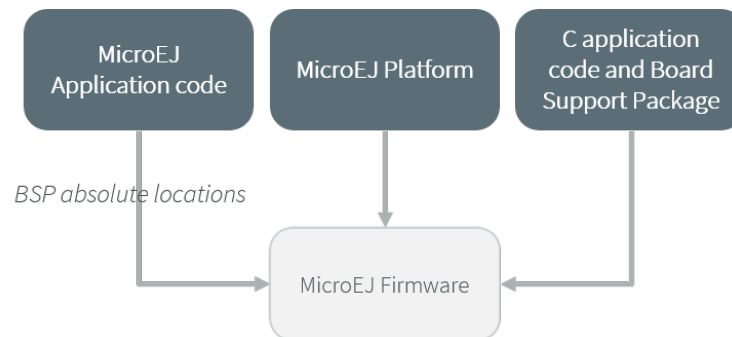 MicroEJ
Application code
MicroEJ Platform
C application
code and Board
Support Package
BSP absolute locations
MicroEJ Firmware